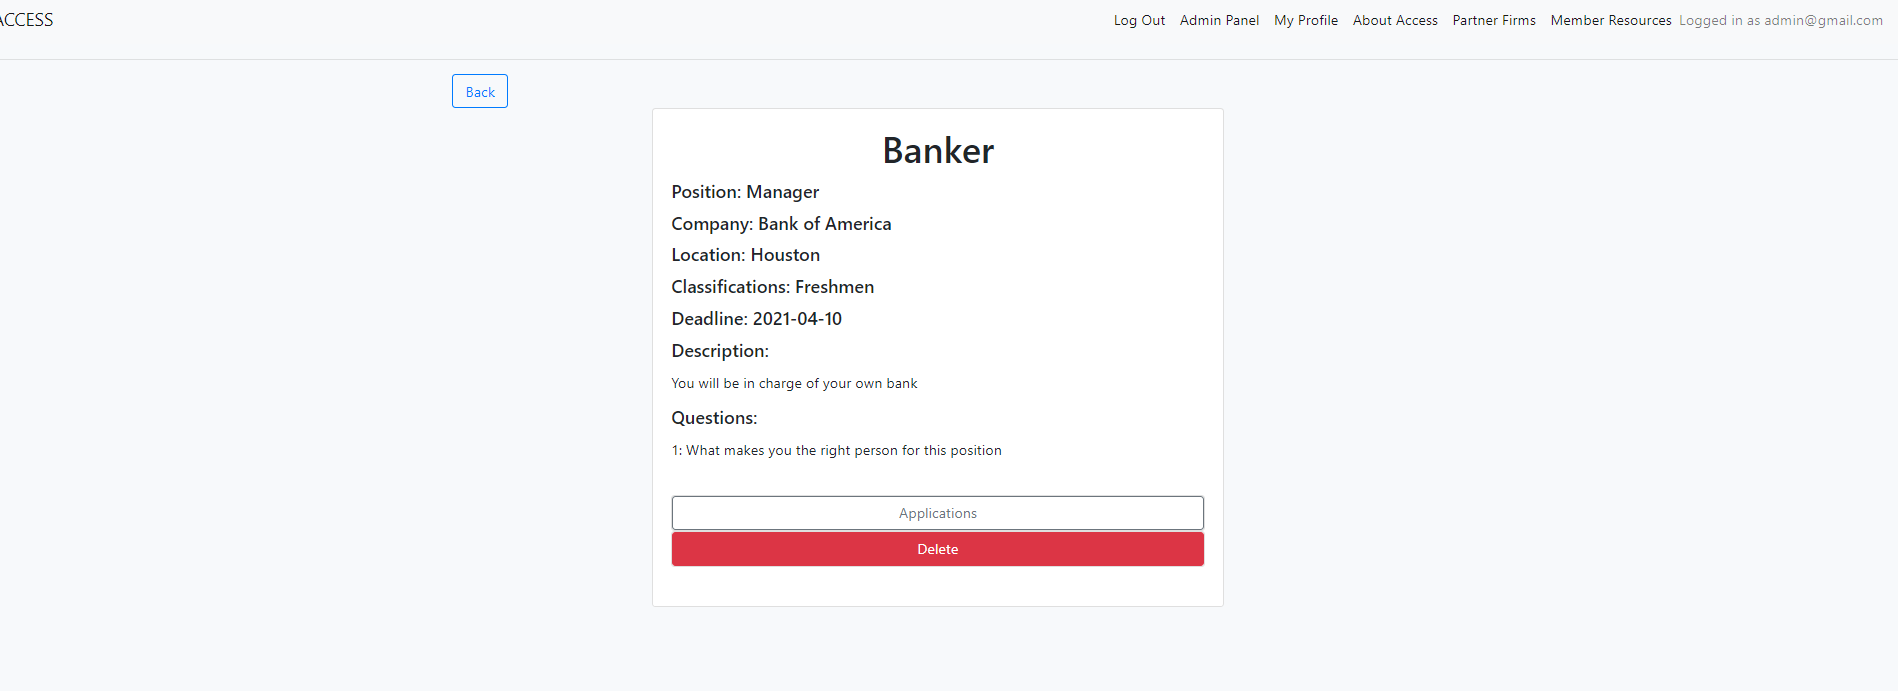 ACCESS
Log Out Admin Panel My Profile About Access Partner Firms Member Resources Logged in as admin@gmail.com
Back
Banker
Position: Manager
Company: Bank of America
Location: Houston
Classifications: Freshmen
Deadline: 2021-04-10
Description:
You will be in charge of your own bank
Questions:
1: What makes you the right person for this position
Applications
Delete